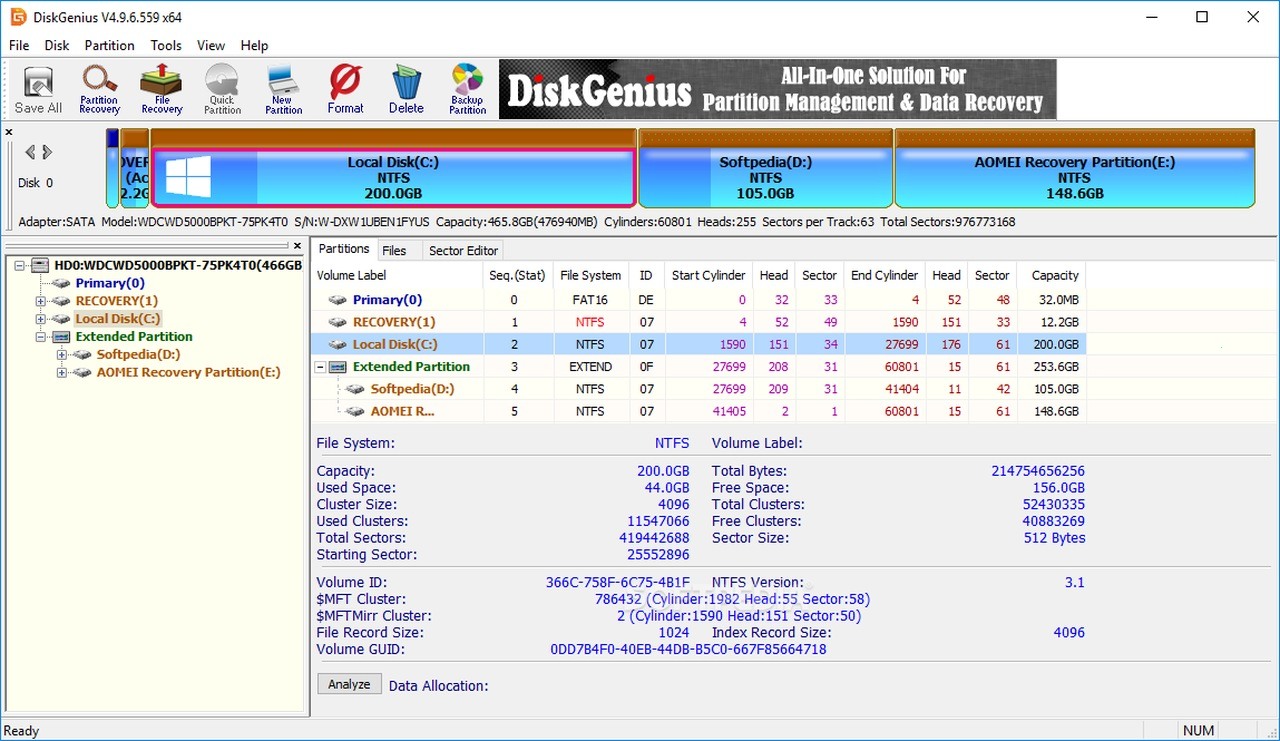 DiskGenius V4.9.6.559 x64
File Disk Partition Tools View Help
Save All Partition Recovery File Recovery Quick Partition New Partition Format Delete Backup Partition
DiskGenius All-In-One Solution For
Partition Management & Data Recovery
Disk 0
OVER
(Ac
2.2G
Local Disk(C:)
NTFS
200.0GB
Softpedia(D:)
NTFS
105.0GB
AOMEI Recovery Partition(E:)
NTFS
148.6GB
Adapter:SATA Model:WDCWD5000BPKT-75PK4T0 S/N:W-DXW1UBEN1FYUS Capacity:465.8GB(476940MB) Cylinders:60801 Heads:255 Sectors per Track:63 Total Sectors:976773168
HD0:WDCWD5000BPKT-75PK4T0(466GB
Primary(0)
RECOVERY(1)
Local Disk(C:)
Extended Partition
Softpedia(D:)
AOMEI Recovery Partition(E:)
Partitions Files Sector Editor
Volume Label Seq.(Stat) File System ID Start Cylinder Head Sector End Cylinder Head Sector Capacity
Primary(0) 0 FAT16 DE 0 32 33 4 52 48 32.0MB
RECOVERY(1) 1 NTFS 07 4 52 49 1590 151 33 12.2GB
Local Disk(C:) 2 NTFS 07 1590 151 34 27699 176 61 200.0GB
Extended Partition 3 EXTEND 0F 27699 208 31 60801 15 61 253.6GB
Softpedia(D:) 4 NTFS 07 27699 209 31 41404 11 42 105.0GB
AOMEI R... 5 NTFS 07 41405 2 1 60801 15 61 148.6GB
File System: NTFS Volume Label:
Capacity: 200.0GB Total Bytes: 214754656256
Used Space: 44.0GB Free Space: 156.0GB
Cluster Size: 4096 Total Clusters: 52430335
Used Clusters: 11547066 Free Clusters: 40883269
Total Sectors: 419442688 Sector Size: 512 Bytes
Starting Sector: 25552896
Volume ID: 366C-758F-6C75-4B1F NTFS Version: 3.1
$MFT Cluster: 786432 (Cylinder:1982 Head:55 Sector:58)
$MFTMirr Cluster: 2 (Cylinder:1590 Head:151 Sector:50)
File Record Size: 1024 Index Record Size: 4096
Volume GUID: 0DD7B4F0-40EB-44DB-B5C0-667F85664718
Analyze Data Allocation:
Ready NUM